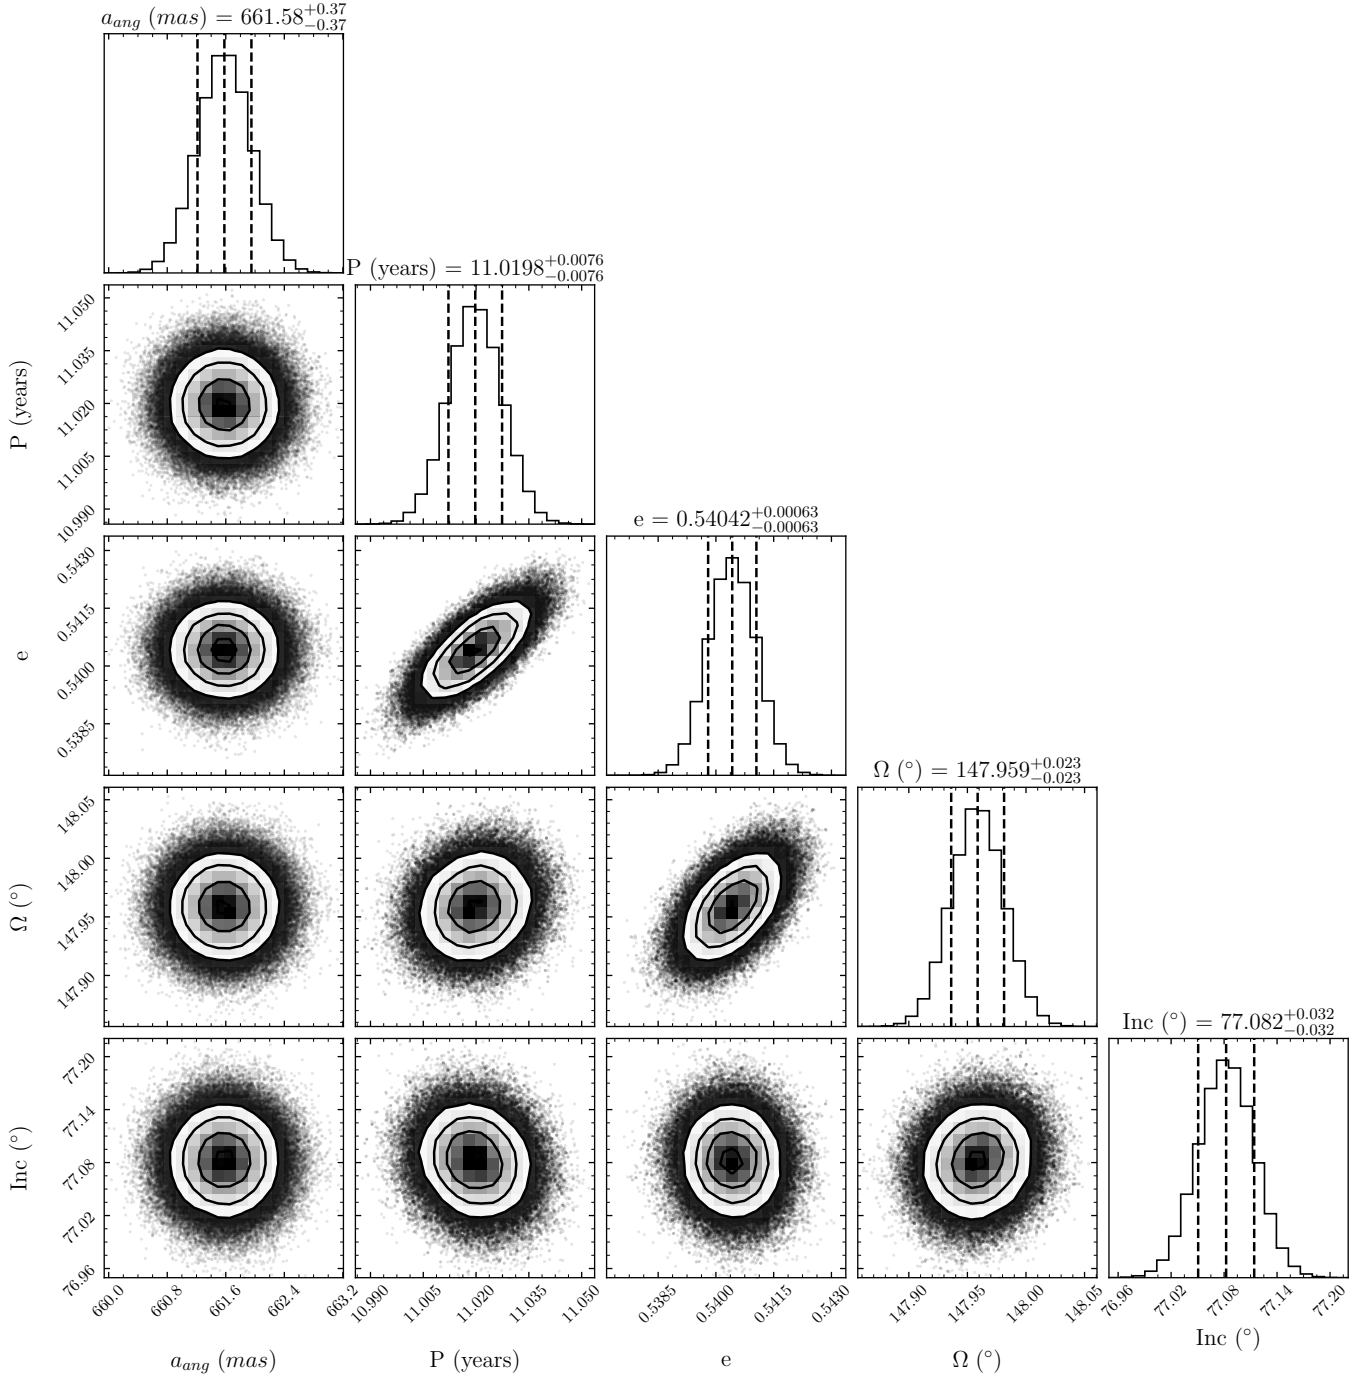 a_ang (mas) = 661.58 +0.37 −0.37
P (years) = 11.0198 +0.0076 −0.0076
11.050
11.035
11.020
11.005
10.990
P (years)
e = 0.54042 +0.00063 −0.00063
0.5430
0.5415
0.5400
0.5385
e
Ω (°) = 147.959 +0.023 −0.023
148.05
148.00
147.95
147.90
Ω (°)
Inc (°) = 77.082 +0.032 −0.032
77.20
77.14
77.08
77.02
76.96
Inc (°)
660.0 660.8 661.6 662.4 663.2
10.990 11.005 11.020 11.035 11.050
0.5385 0.5400 0.5415 0.5430
147.90 147.95 148.00 148.05
76.96 77.02 77.08 77.14 77.20
a_ang (mas) P (years) e Ω (°) Inc (°)